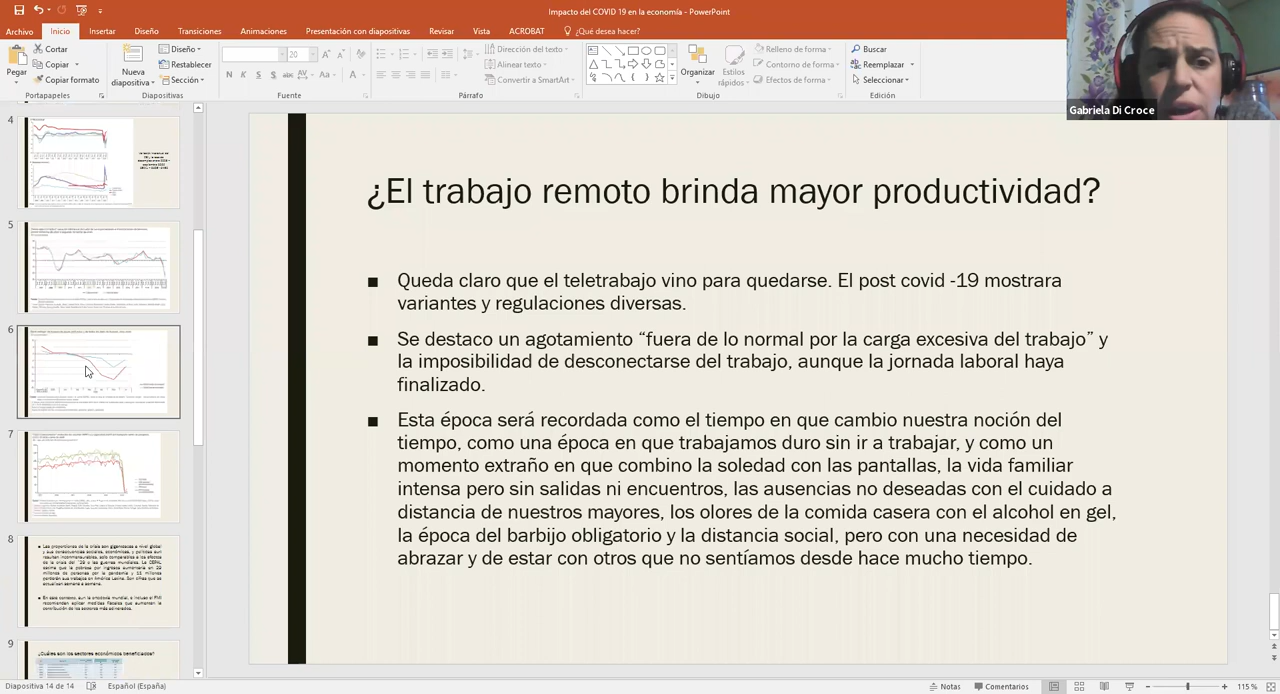 Impacto del COVID 19 en la economía - PowerPoint
Archivo Inicio Insertar Diseño Transiciones Animaciones Presentación con diapositivas Revisar Vista ACROBAT ¿Qué desea hacer?
Pegar
Cortar
Copiar
Copiar formato
Portapapeles
Nueva diapositiva
Diseño
Restablecer
Sección
Diapositivas
20
N K S S abc AV Aa A
Fuente
Dirección del texto
Alinear texto
Convertir a SmartArt
Párrafo
Organizar
Estilos rápidos
Relleno de forma
Contorno de forma
Efectos de forma
Dibujo
Buscar
Reemplazar
Seleccionar
Edición
Gabriela Di Croce
4
5
6
7
8
9
¿Cuáles son los sectores económicos beneficiados?
¿El trabajo remoto brinda mayor productividad?
■ Queda claro que el teletrabajo vino para quedarse. El post covid -19 mostrara
variantes y regulaciones diversas.
■ Se destaco un agotamiento “fuera de lo normal por la carga excesiva del trabajo” y
la imposibilidad de desconectarse del trabajo, aunque la jornada laboral haya
finalizado.
■ Esta época será recordada como el tiempo en que cambio nuestra noción del
tiempo, como una época en que trabajamos duro sin ir a trabajar, y como un
momento extraño en que combino la soledad con las pantallas, la vida familiar
intensa pero sin salidas ni encuentros, las ausencias no deseadas con el cuidado a
distancia de nuestros mayores, los olores de la comida casera con el alcohol en gel,
la época del barbijo obligatorio y la distancia social, pero con una necesidad de
abrazar y de estar con otros que no sentíamos desde hace mucho tiempo.
Diapositiva 14 de 14 Español (España) Notas Comentarios 115 %